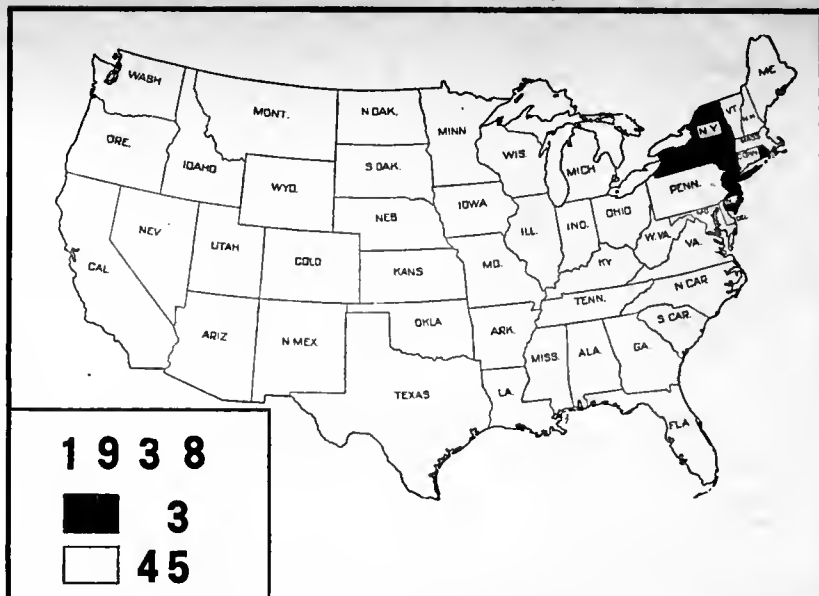 WASH
MONT.
N DAK.
MINN
ME
VT
N.H.
N.Y
MASS
CONN
ORE.
IDAHO
S DAK.
WIS.
MICH
WYO.
PENN.
IOWA
NEB
OHIO
NEV
ILL.
IND.
DEL
UTAH
COLO
W.VA.
VA.
CAL
KANS
MO.
KY
N CAR
TENN.
ARIZ
N MEX
OKLA
ARK.
S CAR.
MISS.
ALA.
GA.
TEXAS
LA.
FLA
1938
3
45